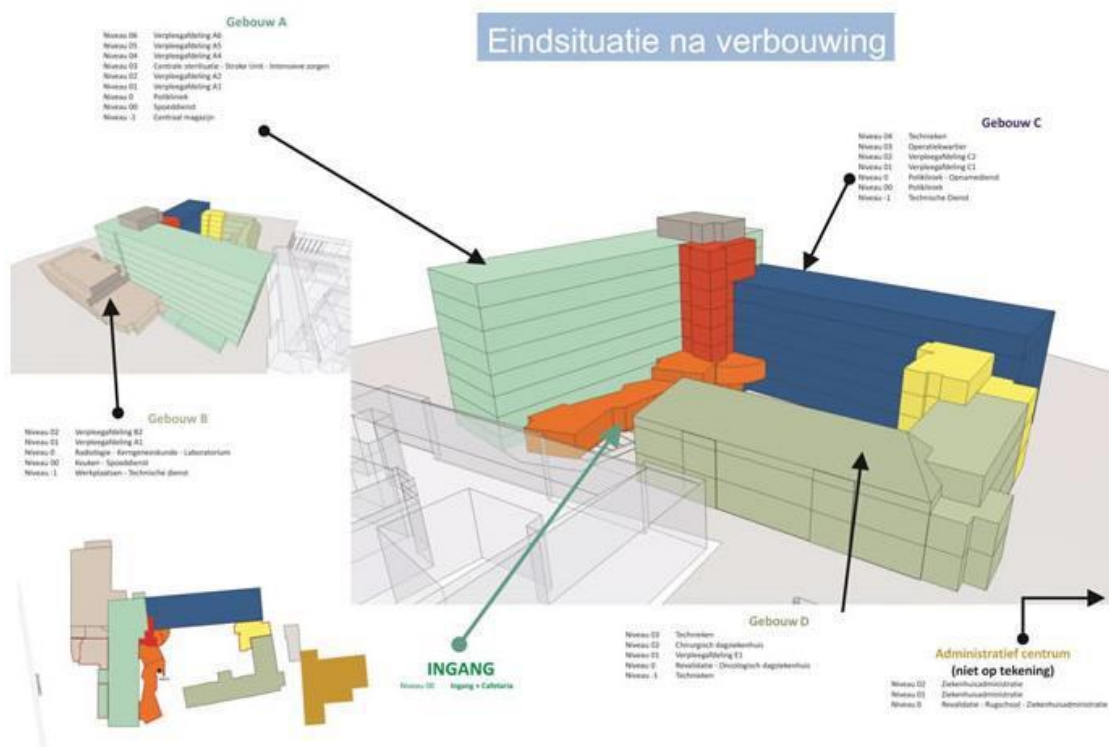 Eindsituatie na verbouwing
Gebouw A
Niveau 06 Verpleegafdeling A6
Niveau 05 Verpleegafdeling A5
Niveau 04 Verpleegafdeling A4
Niveau 03 Centrale sterilisatie - Stroke Unit - Intensieve zorgen
Niveau 02 Verpleegafdeling A2
Niveau 01 Verpleegafdeling A1
Niveau 0 Polikliniek
Niveau 00 Spoeddienst
Niveau -1 Centraal magazijn
Gebouw C
Niveau 04 Technieken
Niveau 03 Operatiekwartier
Niveau 02 Verpleegafdeling C2
Niveau 01 Verpleegafdeling C1
Niveau 0 Polikliniek - Opnamedienst
Niveau 00 Polikliniek
Niveau -1 Technische Dienst
Gebouw B
Niveau 02 Verpleegafdeling B2
Niveau 01 Verpleegafdeling A1
Niveau 0 Radiologie - Kerngeneeskunde - Laboratorium
Niveau 00 Keuken - Spoeddienst
Niveau -1 Werkplaatsen - Technische dienst
INGANG
Niveau 00 Ingang + Cafetaria
Gebouw D
Niveau 03 Technieken
Niveau 02 Chirurgisch dagziekenhuis
Niveau 01 Verpleegafdeling E1
Niveau 0 Revalidatie - Oncologisch dagziekenhuis
Niveau -1 Technieken
Administratief centrum
(niet op tekening)
Niveau 02 Ziekenhuisadministratie
Niveau 01 Ziekenhuisadministratie
Niveau 0 Revalidatie - Rugschool - Ziekenhuisadministratie